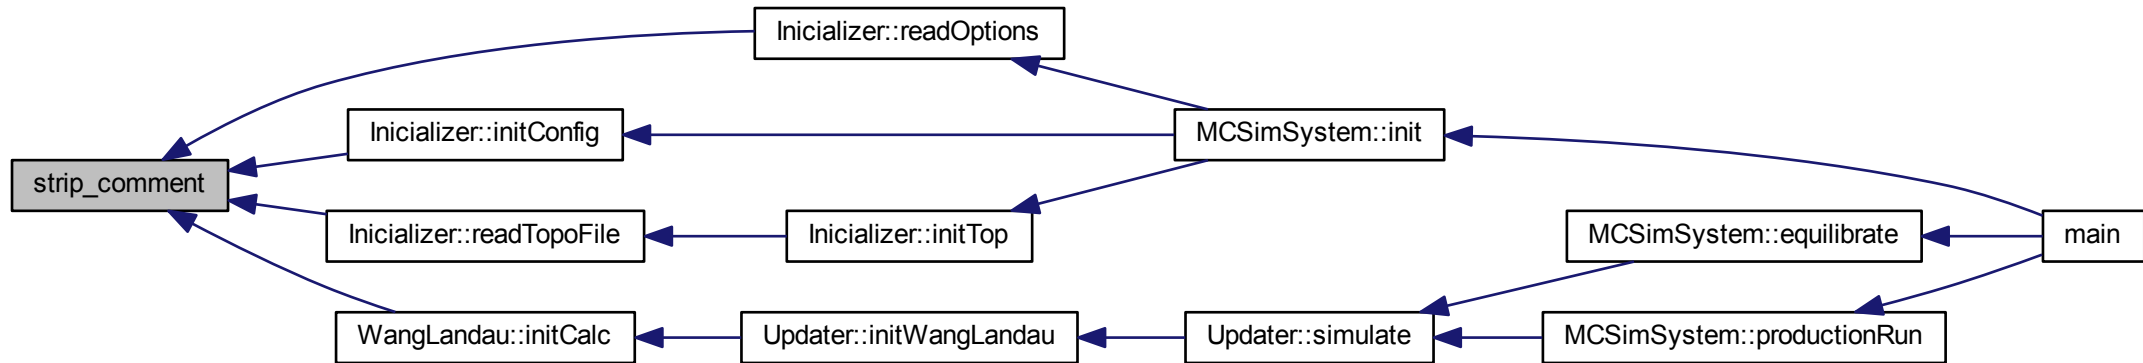 Inicializer::readOptions
Inicializer::initConfig
MCSimSystem::init
strip_comment
Inicializer::readTopoFile
Inicializer::initTop
MCSimSystem::equilibrate
main
WangLandau::initCalc
Updater::initWangLandau
Updater::simulate
MCSimSystem::productionRun